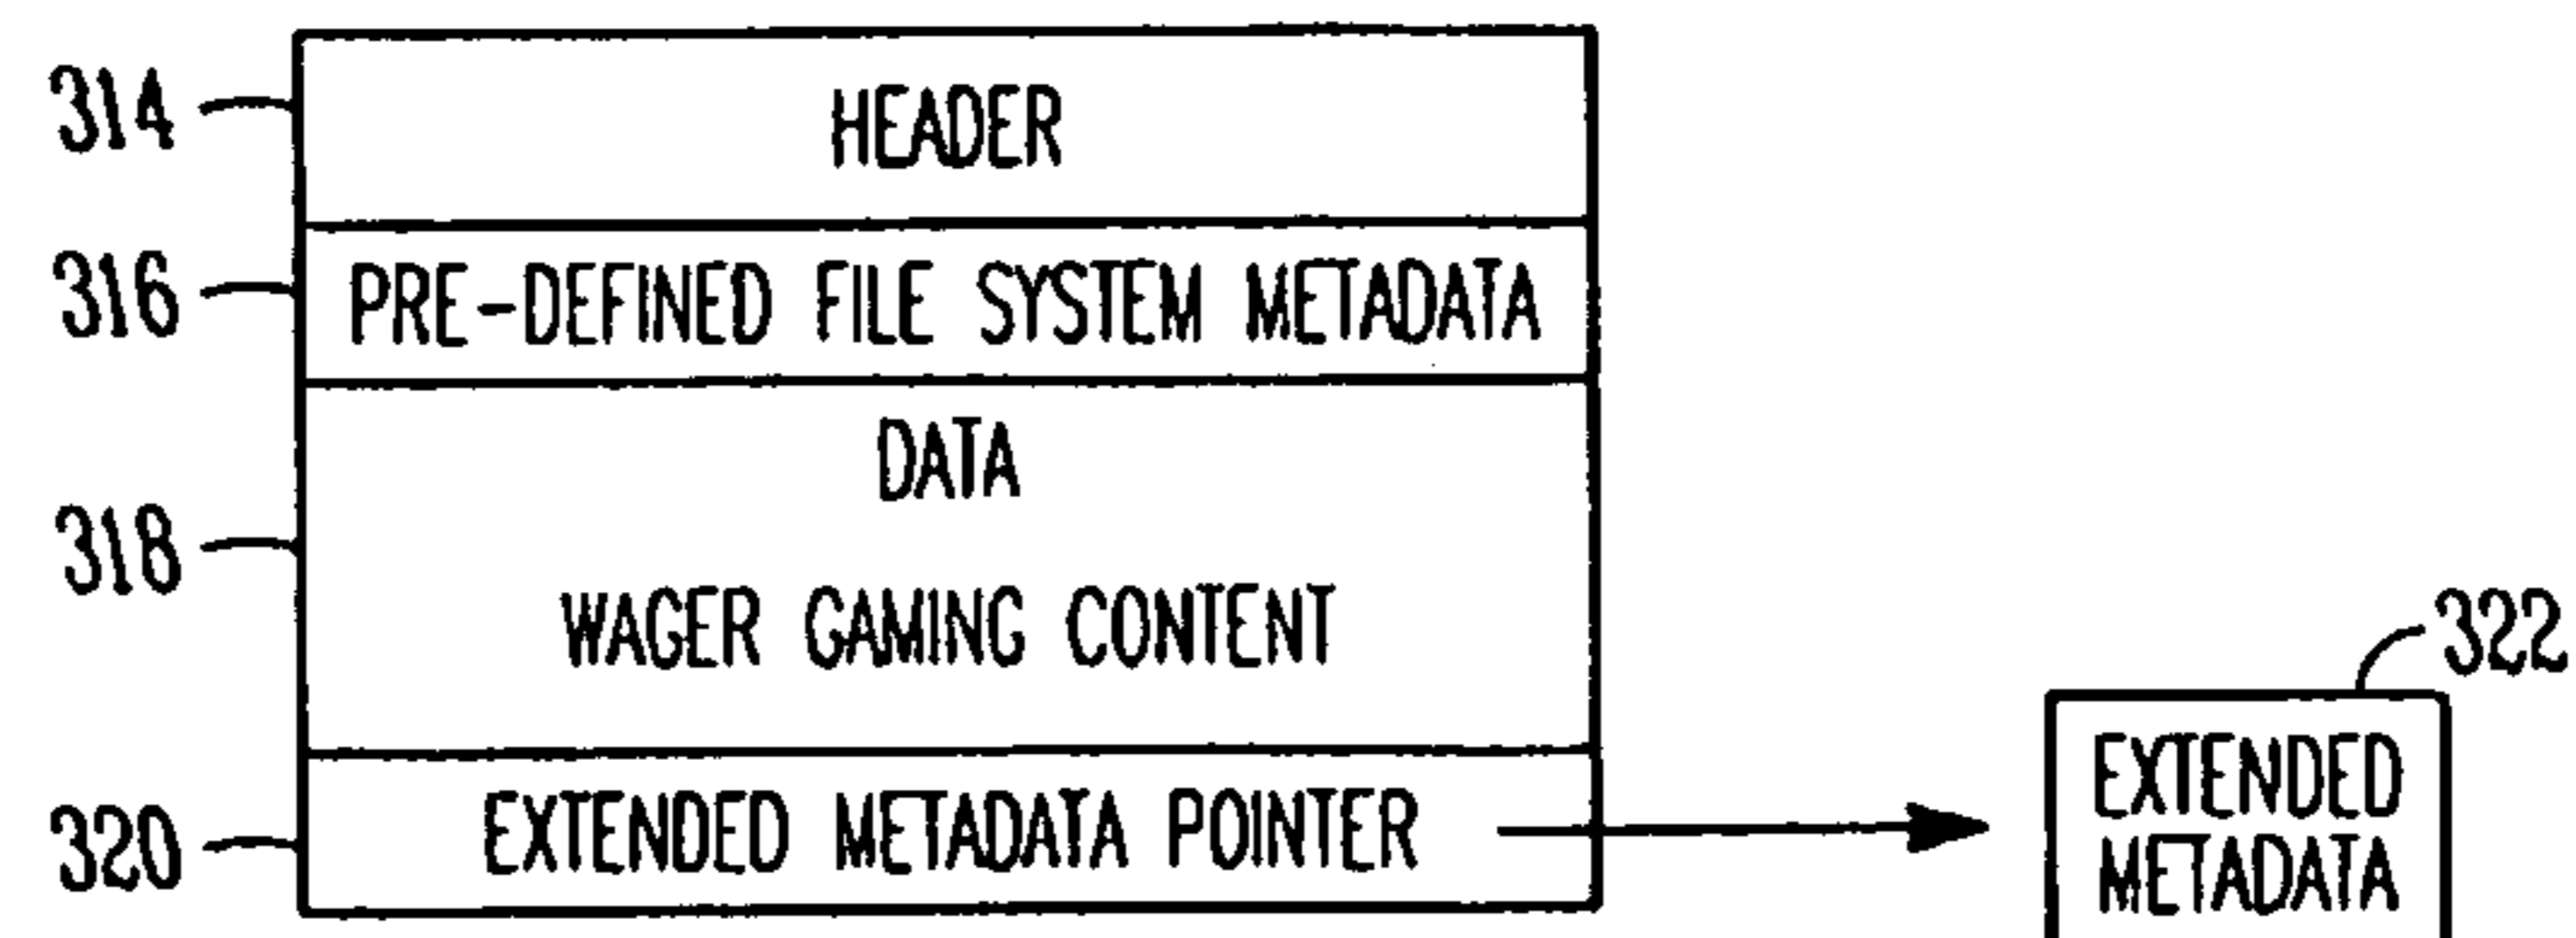 314
HEADER
316
PRE-DEFINED FILE SYSTEM METADATA
DATA
318
WAGER GAMING CONTENT
322
EXTENDED
METADATA
320
EXTENDED METADATA POINTER